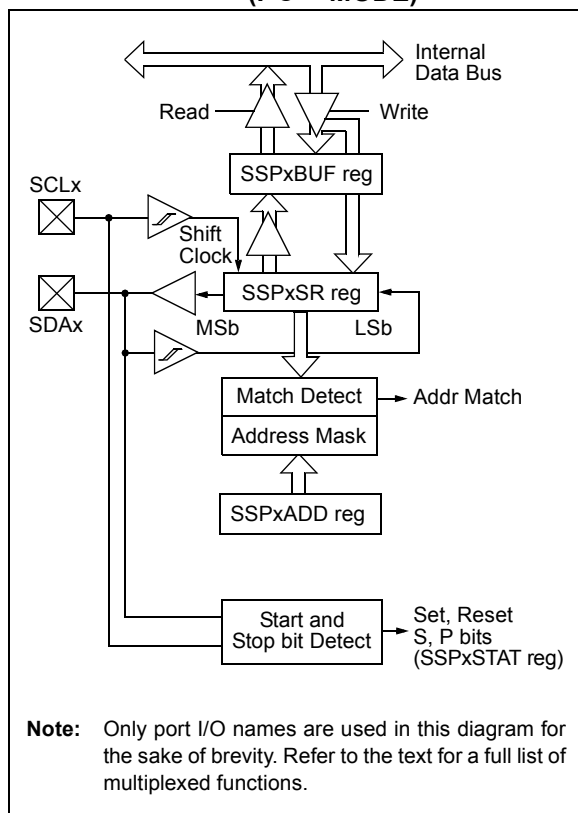 MODE)
Internal
Data Bus
Read
Write
SSPxBUF reg
SCLx
Shift
Clock
SSPxSR reg
SDAx
MSb
LSb
Match Detect
Addr Match
Address Mask
SSPxADD reg
Start and
Stop bit Detect
Set, Reset
S, P bits
(SSPxSTAT reg)
Note: Only port I/O names are used in this diagram for
the sake of brevity. Refer to the text for a full list of
multiplexed functions.